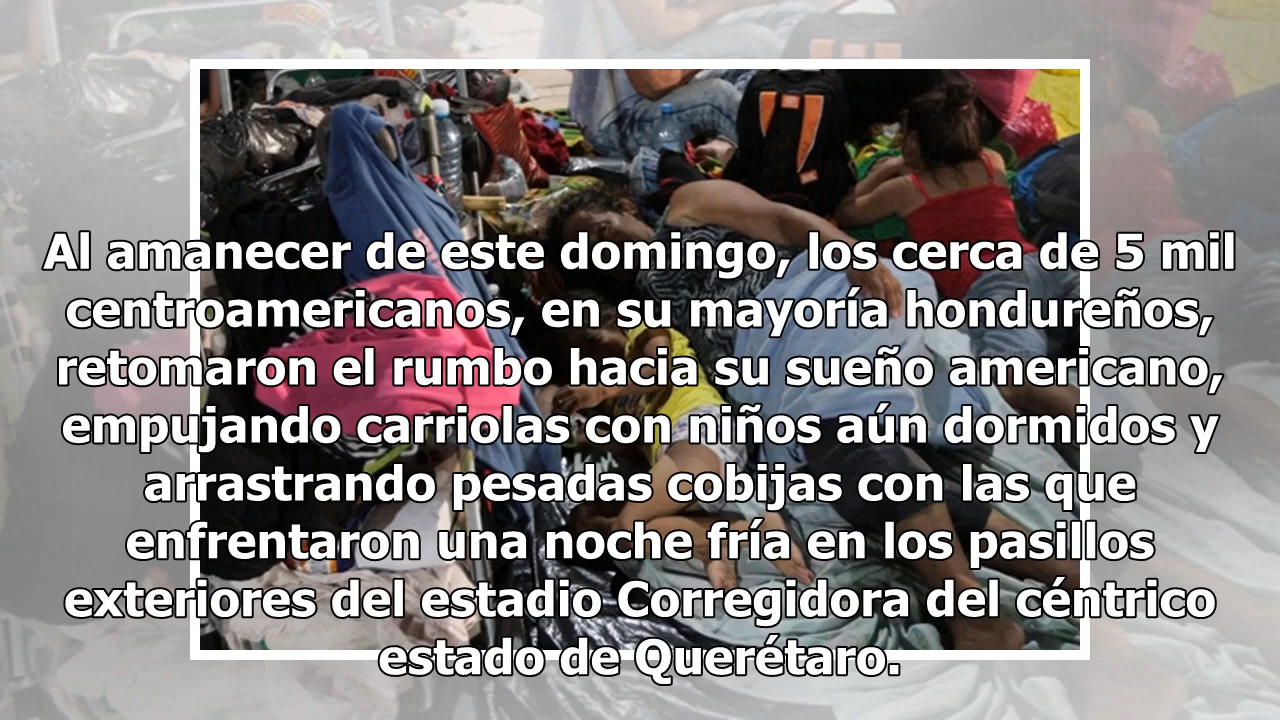 Al amanecer de este domingo, los cerca de 5 mil
centroamericanos, en su mayoría hondureños,
retomaron el rumbo hacia su sueño americano,
empujando carriolas con niños aún dormidos y
arrastrando pesadas cobijas con las que
enfrentaron una noche fría en los pasillos
exteriores del estadio Corregidora del céntrico
estado de Querétaro.